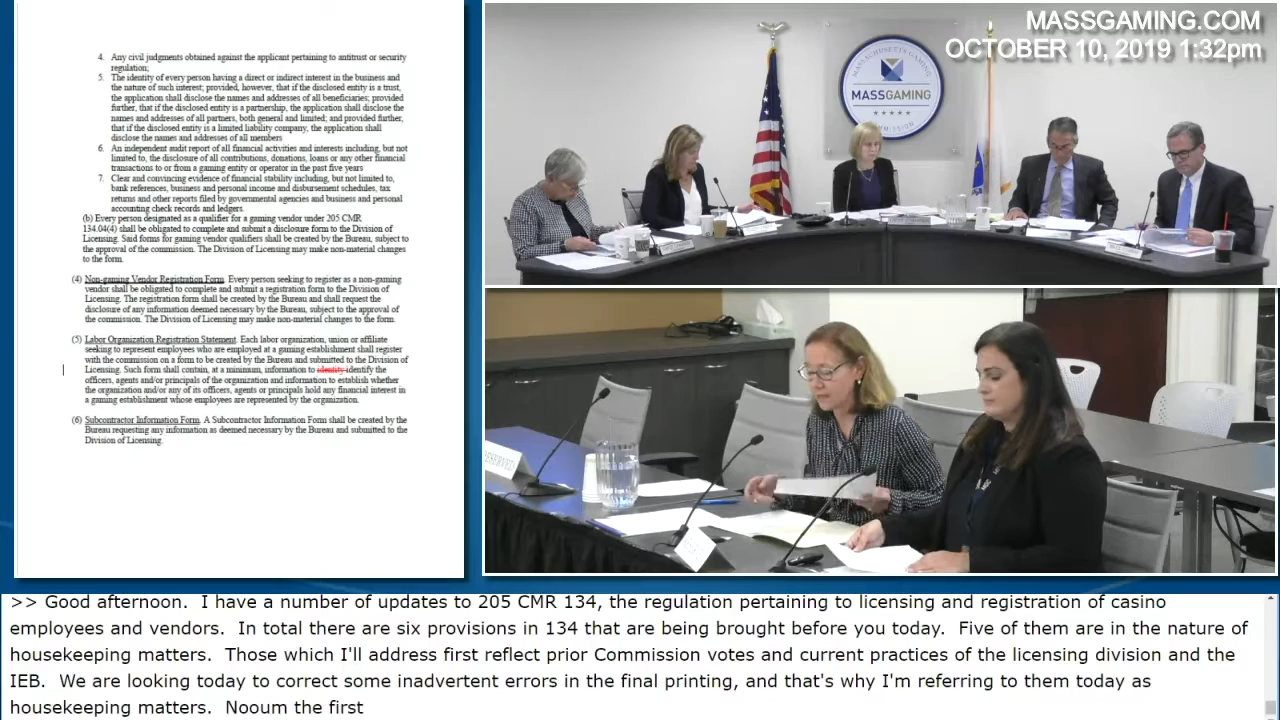 4. Any civil judgments obtained against the applicant pertaining to antitrust or security
regulation;
5. The identity of every person having a direct or indirect interest in the business and
the nature of such interest; provided, however, that if the disclosed entity is a trust,
the application shall disclose the names and addresses of all beneficiaries; provided
further, that if the disclosed entity is a partnership, the application shall disclose the
names and addresses of all partners, both general and limited; and provided further,
that if the disclosed entity is a limited liability company, the application shall
disclose the names and addresses of all members
6. An independent audit report of all financial activities and interests including, but not
limited to, the disclosure of all contributions, donations, loans or any other financial
transactions to or from a gaming entity or operator in the past five years
7. Clear and convincing evidence of financial stability including, but not limited to,
bank references, business and personal income and disbursement schedules, tax
returns and other reports filed by governmental agencies and business and personal
accounting check records and ledgers.
(b) Every person designated as a qualifier for a gaming vendor under 205 CMR
134.04(4) shall be obligated to complete and submit a disclosure form to the Division of
Licensing. Said forms for gaming vendor qualifiers shall be created by the Bureau, subject to
the approval of the commission. The Division of Licensing may make non-material changes
to the form.
(4) Non-gaming Vendor Registration Form. Every person seeking to register as a non-gaming
vendor shall be obligated to complete and submit a registration form to the Division of
Licensing. The registration form shall be created by the Bureau and shall request the
disclosure of any information deemed necessary by the Bureau, subject to the approval of
the commission. The Division of Licensing may make non-material changes to the form.
(5) Labor Organization Registration Statement. Each labor organization, union or affiliate
seeking to represent employees who are employed at a gaming establishment shall register
with the commission on a form to be created by the Bureau and submitted to the Division of
Licensing. Such form shall contain, at a minimum, information to identity identify the
officers, agents and/or principals of the organization and information to establish whether
the organization and/or any of its officers, agents or principals hold any financial interest in
a gaming establishment whose employees are represented by the organization.
(6) Subcontractor Information Form. A Subcontractor Information Form shall be created by the
Bureau requesting any information as deemed necessary by the Bureau and submitted to the
Division of Licensing.
MASSGAMING.COM
OCTOBER 10, 2019 1:32pm
MASSACHUSETTS GAMING
MASSGAMING
COMMISSION
RESERVED
>> Good afternoon. I have a number of updates to 205 CMR 134, the regulation pertaining to licensing and registration of casino
employees and vendors. In total there are six provisions in 134 that are being brought before you today. Five of them are in the nature of
housekeeping matters. Those which I'll address first reflect prior Commission votes and current practices of the licensing division and the
IEB. We are looking today to correct some inadvertent errors in the final printing, and that's why I'm referring to them today as
housekeeping matters. Nooum the first